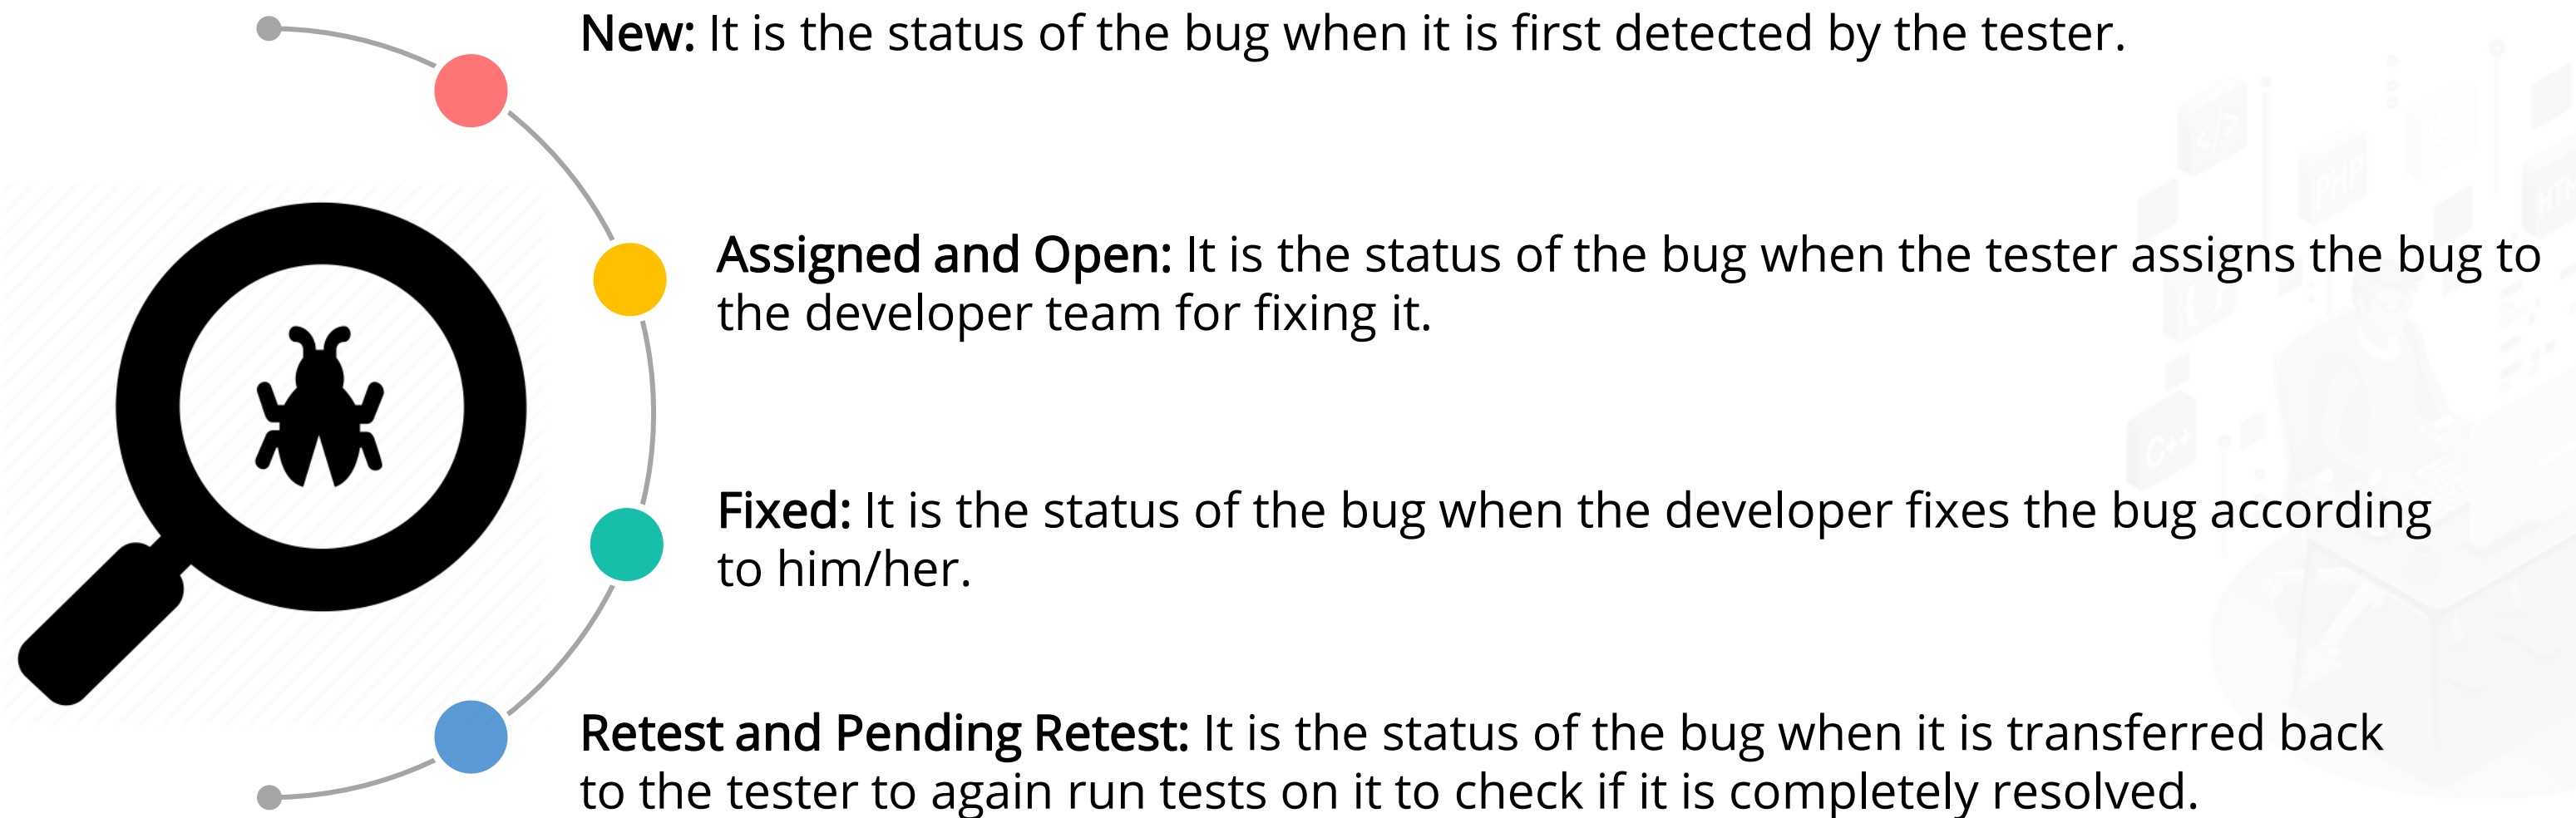 New: It is the status of the bug when it is first detected by the tester.
</>
PHP
Assigned and Open: It is the status of the bug when the tester assigns the bug to
the developer team for fixing it.
C++
Fixed: It is the status of the bug when the developer fixes the bug according
to him/her.
Retest and Pending Retest: It is the status of the bug when it is transferred back
to the tester to again run tests on it to check if it is completely resolved.